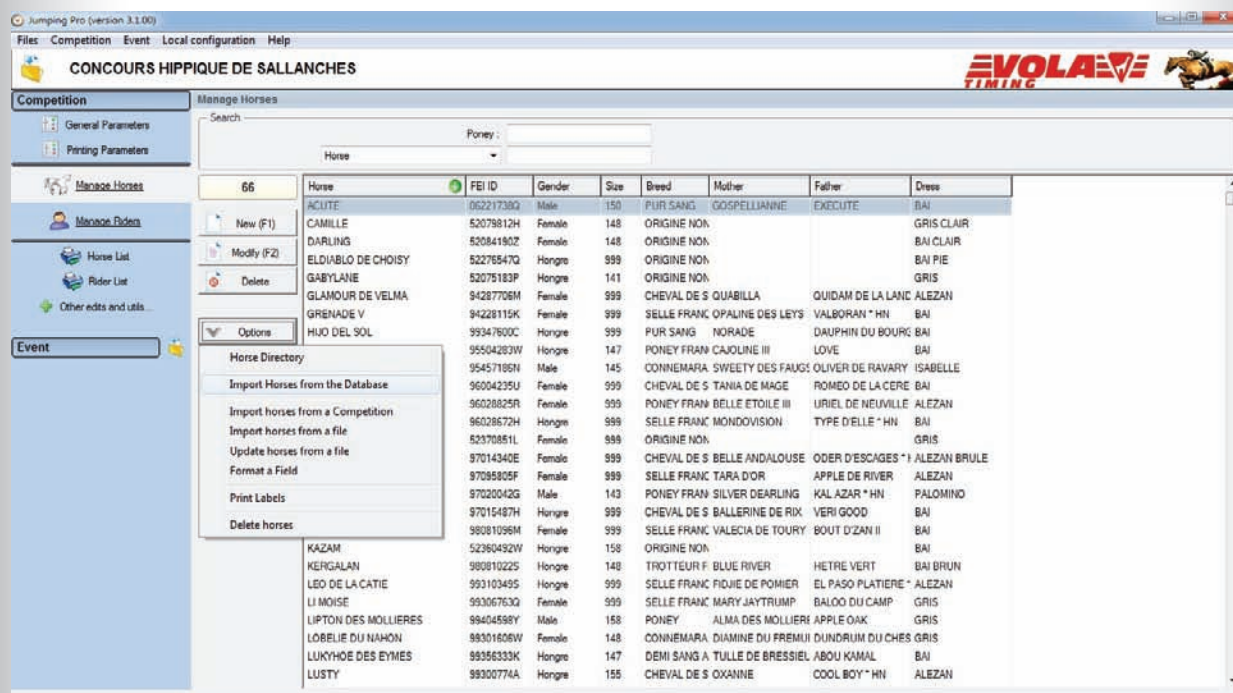 Jumping Pro (version 3.1.00)
Files Competition Event Local configuration Help
CONCOURS HIPPIQUE DE SALLANCHES
VOLA
TIMING
Competition
General Parameters
Printing Parameters
Manage Horses
Manage Riders
Horse List
Rider List
Other edits and utils...
Event
Manage Horses
Search
Poney :
Horse
66
New (F1)
Modify (F2)
Delete
Options
Horse Directory
Import Horses from the Database
Import horses from a Competition
Import horses from a file
Update horses from a file
Format a Field
Print Labels
Delete horses
Horse FEI ID Gender Size Breed Mother Father Dress
ACUTE 06221738Q Male 150 PUR SANG GOSPELLIANNE EXECUTE BAI
CAMILLE 52079812H Female 148 ORIGINE NON GRIS CLAIR
DARLING 52084190Z Female 148 ORIGINE NON BAI CLAIR
ELDIABLO DE CHOISY 52276547Q Hongre 999 ORIGINE NON BAI PIE
GABYLANE 52075183P Hongre 141 ORIGINE NON GRIS
GLAMOUR DE VELMA 94287706M Female 999 CHEVAL DE S QUABILLA QUIDAM DE LA LAND ALEZAN
GRENADE V 94228115K Female 999 SELLE FRANC OPALINE DES LEYS VALBORAN * HN BAI
HIJO DEL SOL 99347600C Hongre 999 PUR SANG NORADE DAUPHIN DU BOURG BAI
95504283W Hongre 147 PONEY FRAN CAJOLINE III LOVE BAI
95457186N Male 145 CONNEMARA SWEETY DES FAUGS OLIVER DE RAVARY ISABELLE
96004235U Female 999 CHEVAL DE S TANIA DE MAGE ROMEO DE LA CERE BAI
96028825R Female 999 PONEY FRAN BELLE ETOILE III URIEL DE NEUVILLE ALEZAN
96028672H Hongre 999 SELLE FRANC MONDOVISION TYPE D'ELLE * HN BAI
52370851L Female 999 ORIGINE NON GRIS
97014340E Female 999 CHEVAL DE S BELLE ANDALOUSE ODER D'ESCAGES * H ALEZAN BRULE
97095805F Female 999 SELLE FRANC TARA D'OR APPLE DE RIVER ALEZAN
97020042G Male 143 PONEY FRAN SILVER DEARLING KAL AZAR * HN PALOMINO
97015487H Hongre 999 CHEVAL DE S BALLERINE DE RIX VERI GOOD BAI
98081096M Female 999 SELLE FRANC VALECIA DE TOURY BOUT D'ZAN II BAI
KAZAM 52360492W Hongre 158 ORIGINE NON BAI
KERGALAN 98081022S Hongre 148 TROTTEUR F BLUE RIVER HETRE VERT BAI BRUN
LEO DE LA CATIE 99310349S Hongre 999 SELLE FRANC FIDJIE DE POMIER EL PASO PLATIERE * ALEZAN
LI MOISE 99306763Q Female 999 SELLE FRANC MARY JAYTRUMP BALOO DU CAMP GRIS
LIPTON DES MOLLIERES 99404598Y Male 158 PONEY ALMA DES MOLLIERE APPLE OAK GRIS
LOBELIE DU NAHON 99301606W Female 148 CONNEMARA DIAMINE DU FREMUI DUNDRUM DU CHES GRIS
LUKYHOE DES EYMES 99356333K Hongre 147 DEMI SANG A TULLE DE BRESSIEL ABOU KAMAL BAI
LUSTY 99300774A Hongre 155 CHEVAL DE S OXANNE COOL BOY * HN ALEZAN